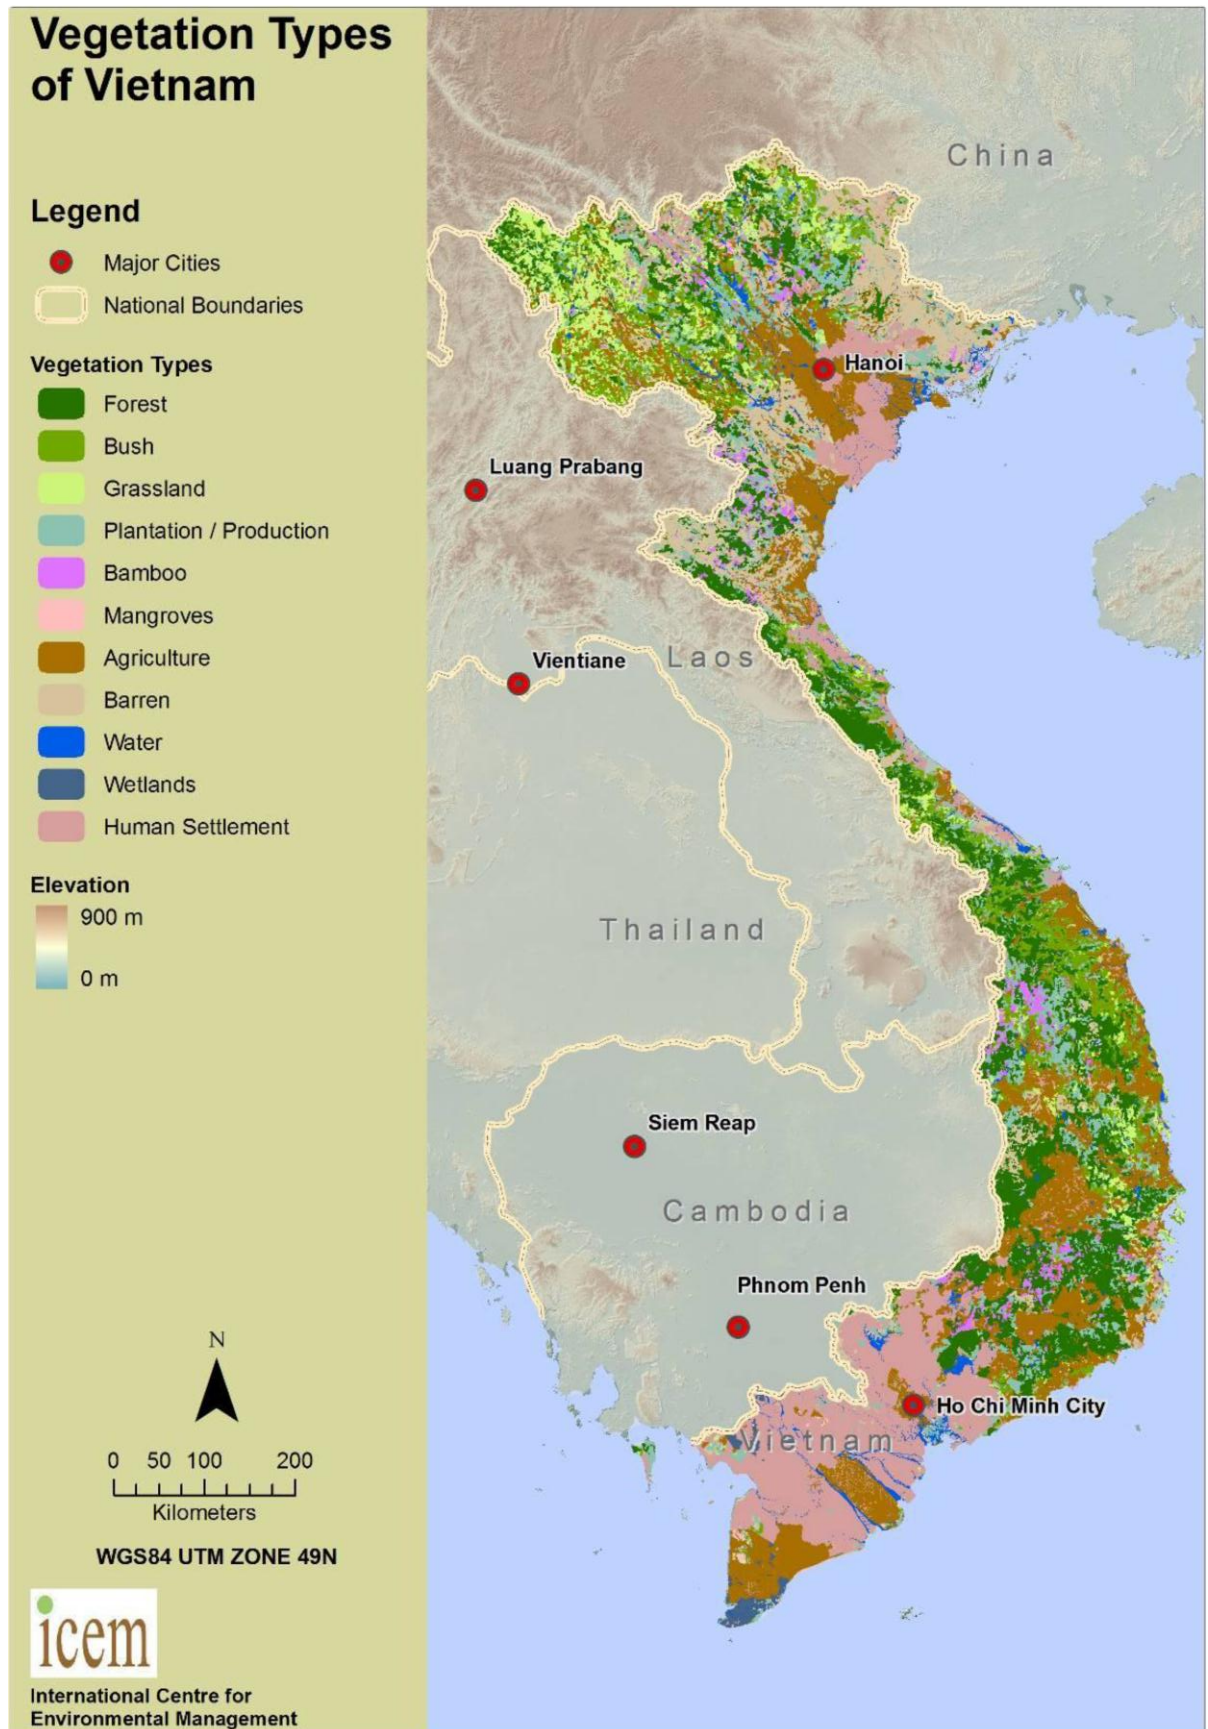 Vegetation Types
of Vietnam
Legend
Major Cities
National Boundaries
Vegetation Types
Forest
Bush
Grassland
Plantation / Production
Bamboo
Mangroves
Agriculture
Barren
Water
Wetlands
Human Settlement
Elevation
900 m
0 m
N
0 50 100 200
Kilometers
WGS84 UTM ZONE 49N
icem
International Centre for
Environmental Management
China
Hanoi
Luang Prabang
Vientiane
Laos
Thailand
Siem Reap
Cambodia
Phnom Penh
Ho Chi Minh City
Vietnam